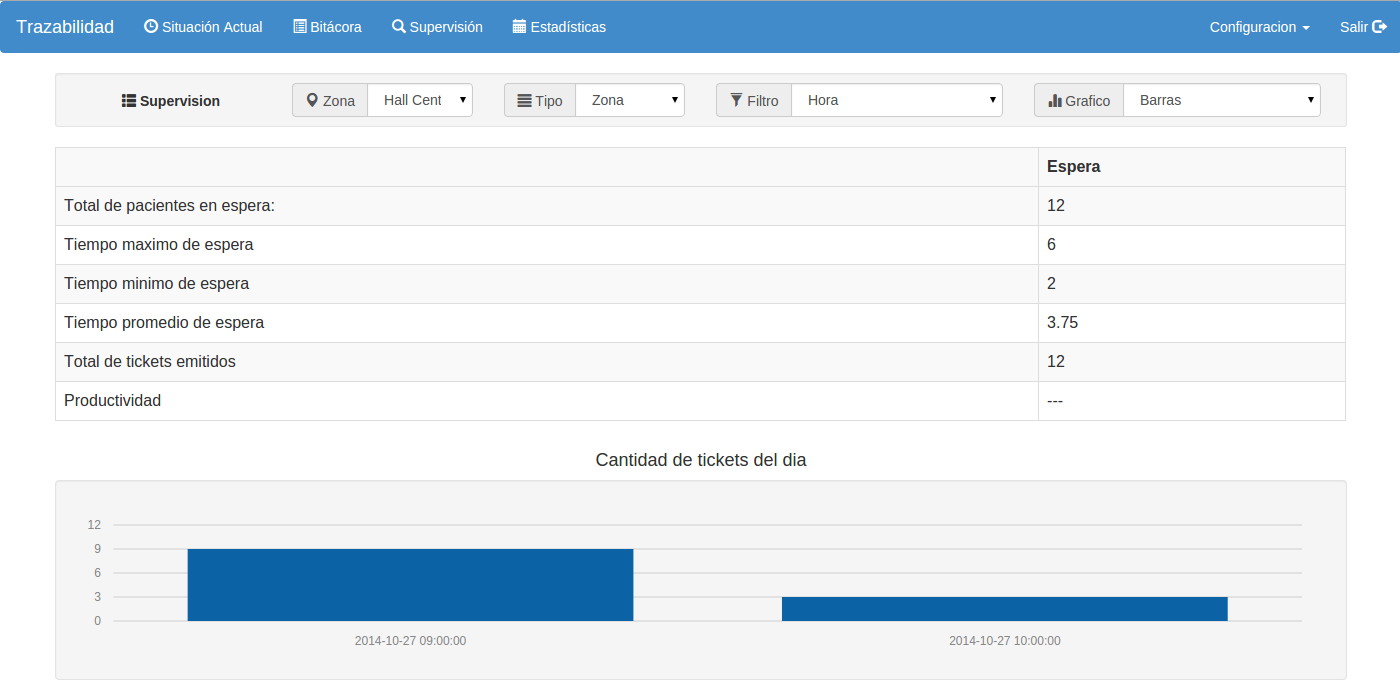 Trazabilidad Situación Actual Bitácora Supervisión Estadísticas Configuracion Salir
Supervision Zona Hall Cent Tipo Zona Filtro Hora Grafico Barras
Espera
Total de pacientes en espera: 12
Tiempo maximo de espera 6
Tiempo minimo de espera 2
Tiempo promedio de espera 3.75
Total de tickets emitidos 12
Productividad ---
Cantidad de tickets del dia
12
9
6
3
0
2014-10-27 09:00:00 2014-10-27 10:00:00